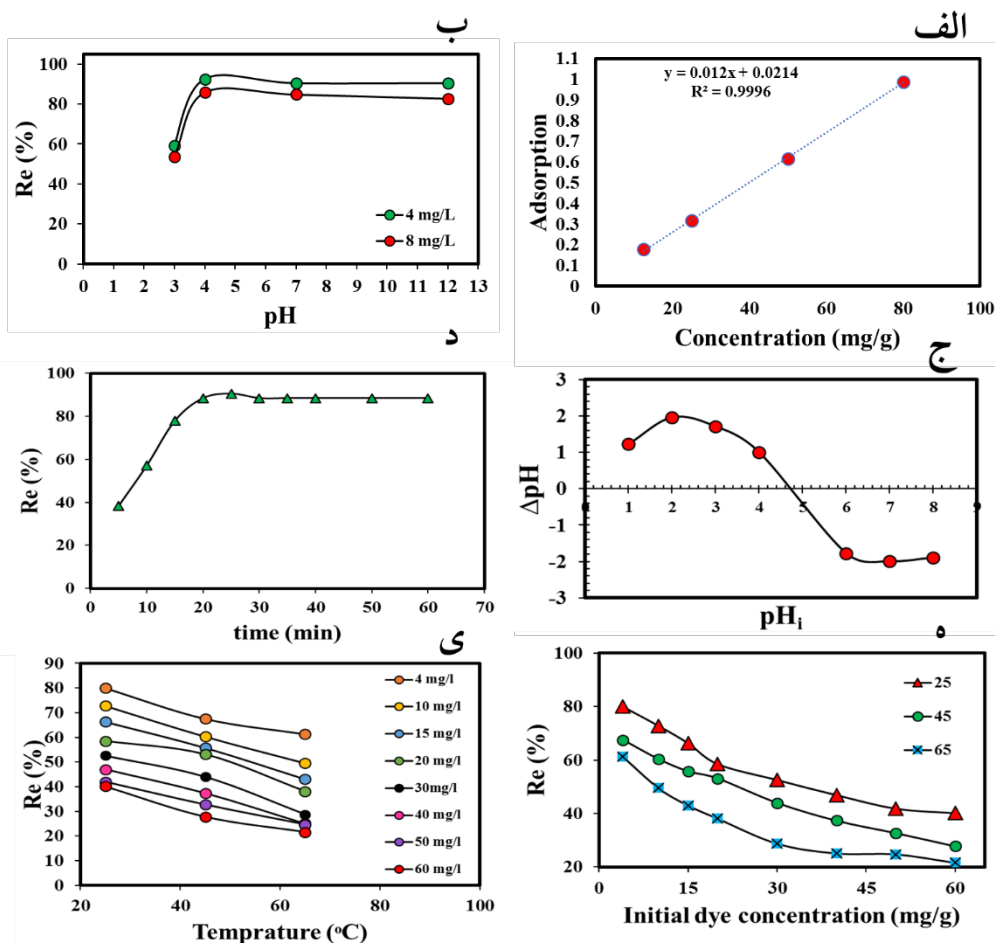 الف
1.1
1
0.9
0.8
0.7
0.6
0.5
0.4
0.3
0.2
0.1
0
y = 0.012x + 0.0214
R² = 0.9996
Adsorption
0 20 40 60 80 100
Concentration (mg/g)
ب
100
80
60
40
20
0
Re (%)
4 mg/L
8 mg/L
0 1 2 3 4 5 6 7 8 9 10 11 12 13
pH
ج
3
2
1
0
-1
-2
-3
ΔpH
1 2 3 4 5 6 7 8 9
pHi
د
100
80
60
40
20
0
Re (%)
0 10 20 30 40 50 60 70
time (min)
ه
100
80
60
40
20
Re (%)
25
45
65
0 15 30 45 60
Initial dye concentration (mg/g)
ی
90
80
70
60
50
40
30
20
10
0
Re (%)
4 mg/l
10 mg/l
15 mg/l
20 mg/l
30mg/l
40 mg/l
50 mg/l
60 mg/l
20 40 60 80 100
Temprature (°C)